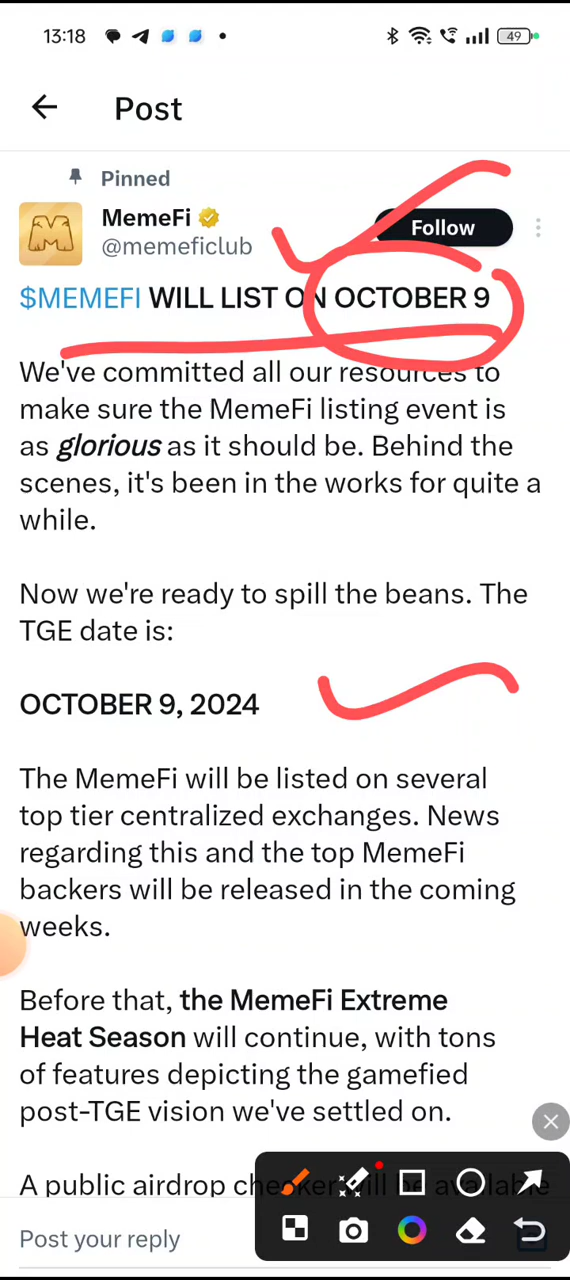 13:18
49
Post
Pinned
MemeFi
Follow
@memeficlub
$MEMEFI WILL LIST ON OCTOBER 9
We've committed all our resources to
make sure the MemeFi listing event is
as glorious as it should be. Behind the
scenes, it's been in the works for quite a
while.
Now we're ready to spill the beans. The
TGE date is:
OCTOBER 9, 2024
The MemeFi will be listed on several
top tier centralized exchanges. News
regarding this and the top MemeFi
backers will be released in the coming
weeks.
Before that, the MemeFi Extreme
Heat Season will continue, with tons
of features depicting the gamefied
post-TGE vision we've settled on.
A public airdrop checker will be available
Post your reply